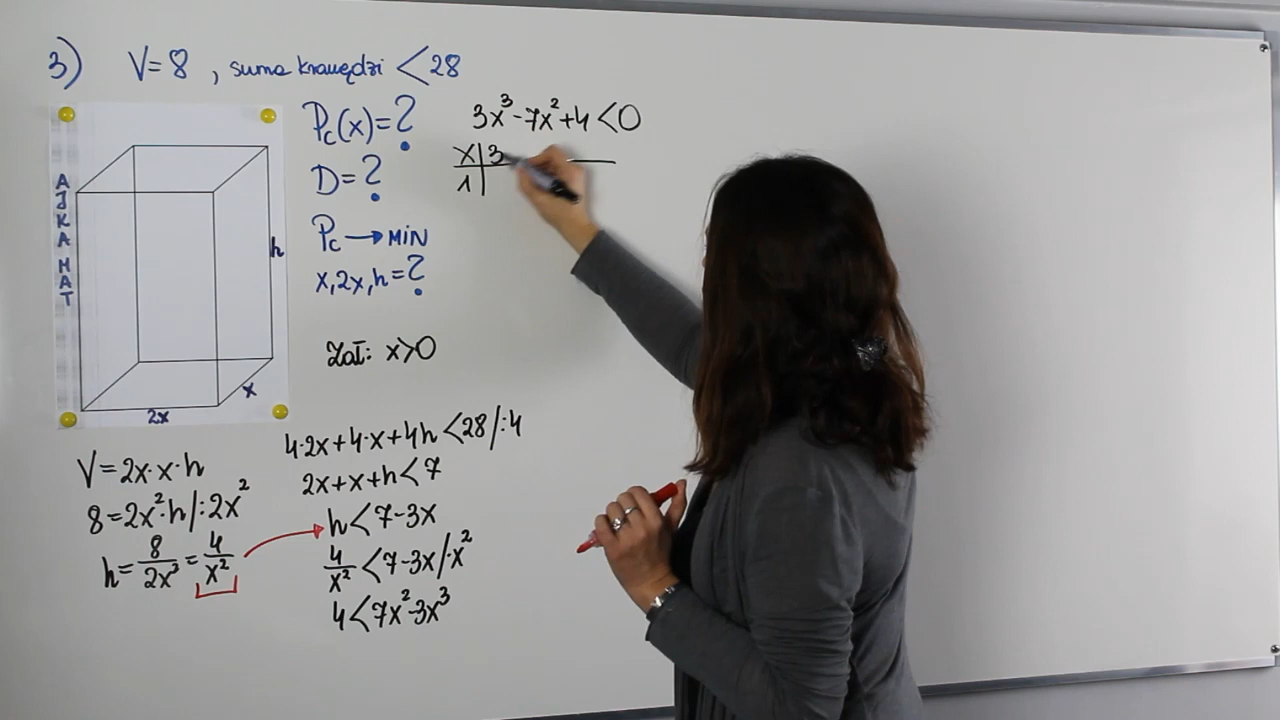 3) V=8, suma krawędzi <28
AJKA MAT
h
x
2x
Pc(x)=?
D=?
Pc→MIN
x,2x,h=?
Zał: x>0
V=2x·x·h
8=2x²·h/:2x²
h=8/2x³=4/x²
4·2x+4·x+4h<28/:4
2x+x+h<7
h<7-3x
4/x²<7-3x/·x²
4<7x²-3x³
3x³-7x²+4<0
x|3
1|